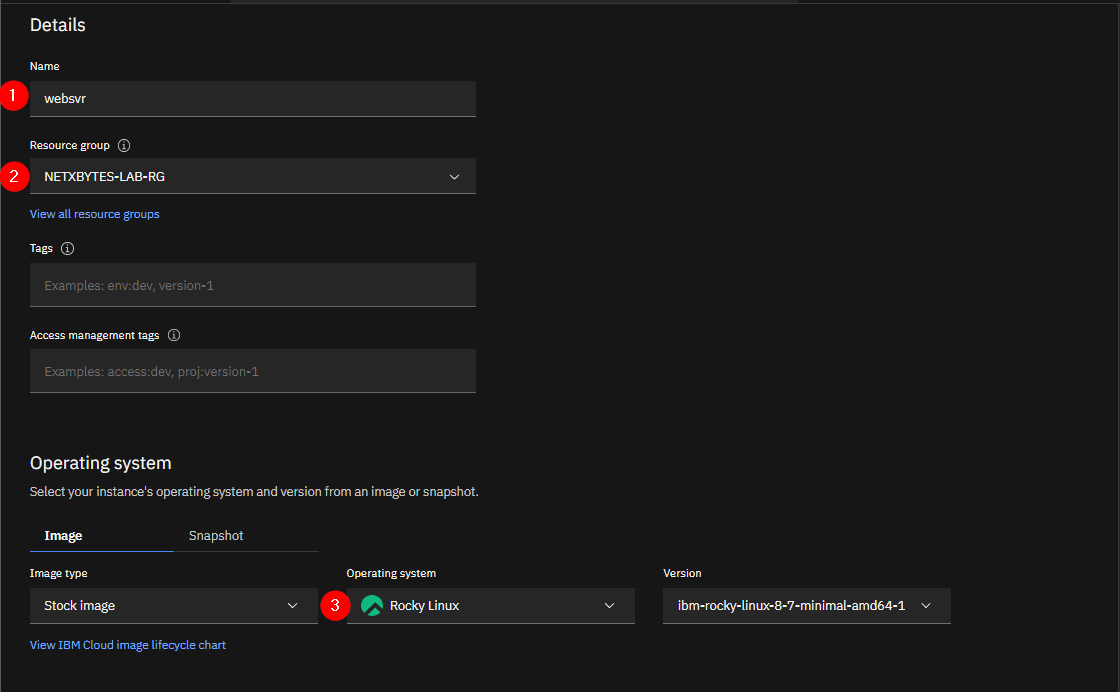 Details
Name
1
websvr
Resource group
2
NETXBYTES-LAB-RG
View all resource groups
Tags
Examples: env:dev, version-1
Access management tags
Examples: access:dev, proj:version-1
Operating system
Select your instance's operating system and version from an image or snapshot.
Image Snapshot
Image type Operating system Version
Stock image 3 Rocky Linux ibm-rocky-linux-8-7-minimal-amd64-1
View IBM Cloud image lifecycle chart